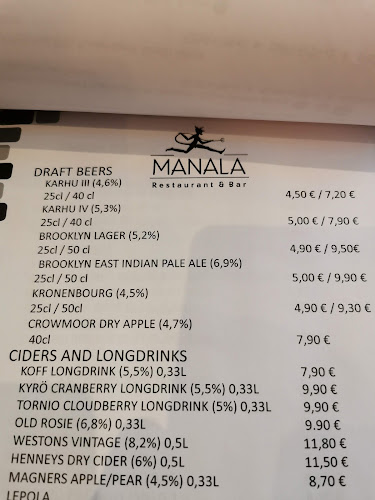 MANALA
Restaurant & Bar
DRAFT BEERS
KARHU III (4,6%)
25cl / 40 cl 4,50 € / 7,20 €
KARHU IV (5,3%)
25cl / 40 cl 5,00 € / 7,90 €
BROOKLYN LAGER (5,2%)
25cl / 50 cl 4,90 € / 9,50€
BROOKLYN EAST INDIAN PALE ALE (6,9%)
25cl / 50 cl 5,00 € / 9,90 €
KRONENBOURG (4,5%)
25cl / 50cl 4,90 € / 9,30 €
CROWMOOR DRY APPLE (4,7%)
40cl 7,90 €
CIDERS AND LONGDRINKS
KOFF LONGDRINK (5,5%) 0,33L 7,90 €
KYRÖ CRANBERRY LONGDRINK (5,5%) 0,33L 9,90 €
TORNIO CLOUDBERRY LONGDRINK (5%) 0,33L 9,90 €
OLD ROSIE (6,8%) 0,33L 9.90 €
WESTONS VINTAGE (8,2%) 0,5L 11,80 €
HENNEYS DRY CIDER (6%) 0,5L 11,50 €
MAGNERS APPLE/PEAR (4,5%) 0,33L 8,70 €
LEPOLA